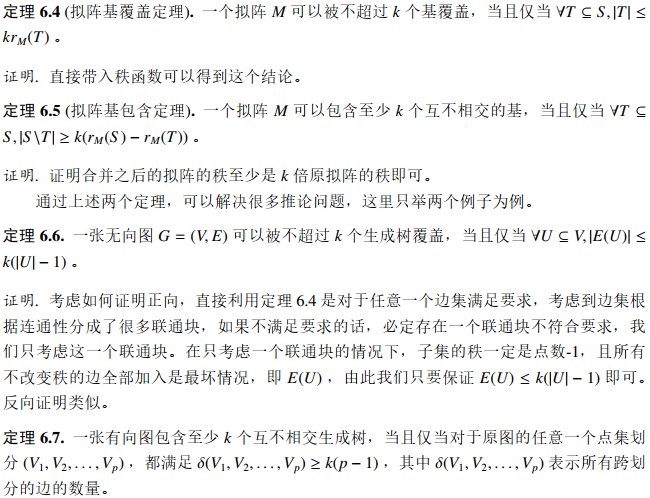 定理 6.4 (拟阵基覆盖定理). 一个拟阵 M 可以被不超过 k 个基覆盖，当且仅当 ∀T ⊆ S, |T| ≤
kr_M(T) 。
证明. 直接带入秩函数可以得到这个结论。
定理 6.5 (拟阵基包含定理). 一个拟阵 M 可以包含至少 k 个互不相交的基，当且仅当 ∀T ⊆
S, |S\T| ≥ k(r_M(S) − r_M(T)) 。
证明. 证明合并之后的拟阵的秩至少是 k 倍原拟阵的秩即可。
通过上述两个定理，可以解决很多推论问题，这里只举两个例子为例。
定理 6.6. 一张无向图 G = (V, E) 可以被不超过 k 个生成树覆盖，当且仅当 ∀U ⊆ V, |E(U)| ≤
k(|U| − 1) 。
证明. 考虑如何证明正向，直接利用定理 6.4 是对于任意一个边集满足要求，考虑到边集根
据连通性分成了很多联通块，如果不满足要求的话，必定存在一个联通块不符合要求，我
们只考虑这一个联通块。在只考虑一个联通块的情况下，子集的秩一定是点数-1，且所有
不改变秩的边全部加入是最坏情况，即 E(U) ，由此我们只要保证 E(U) ≤ k(|U| − 1) 即可。
反向证明类似。
定理 6.7. 一张有向图包含至少 k 个互不相交生成树，当且仅当对于原图的任意一个点集划
分 (V_1, V_2, . . . , V_p) ，都满足 δ(V_1, V_2, . . . , V_p) ≥ k(p − 1) ，其中 δ(V_1, V_2, . . . , V_p) 表示所有跨划
分的边的数量。